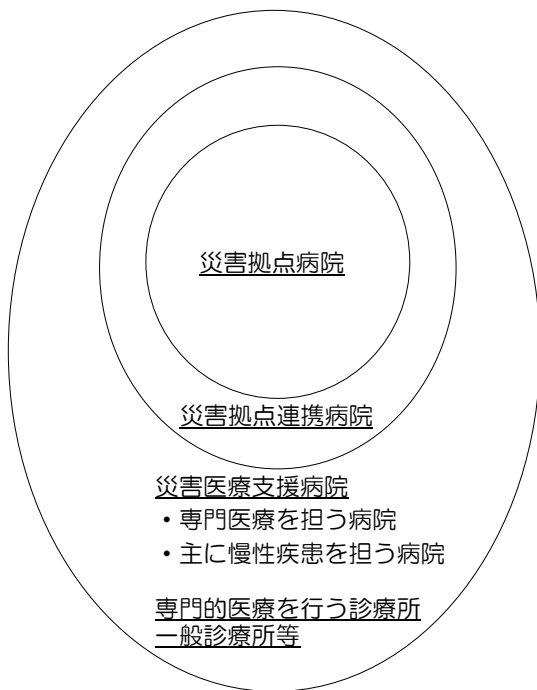 災害拠点病院
災害拠点連携病院
災害医療支援病院
・専門医療を担う病院
・主に慢性疾患を担う病院
専門的医療を行う診療所
一般診療所等